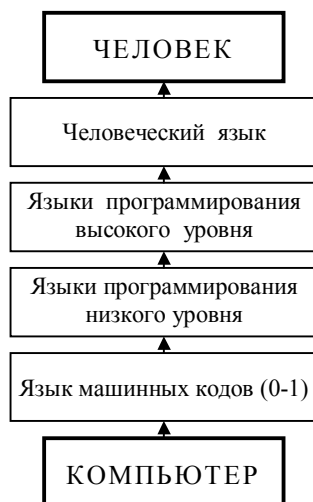 ЧЕЛОВЕК
Человеческий язык
Языки программирования
высокого уровня
Языки программирования
низкого уровня
Язык машинных кодов (0-1)
КОМПЬЮТЕР